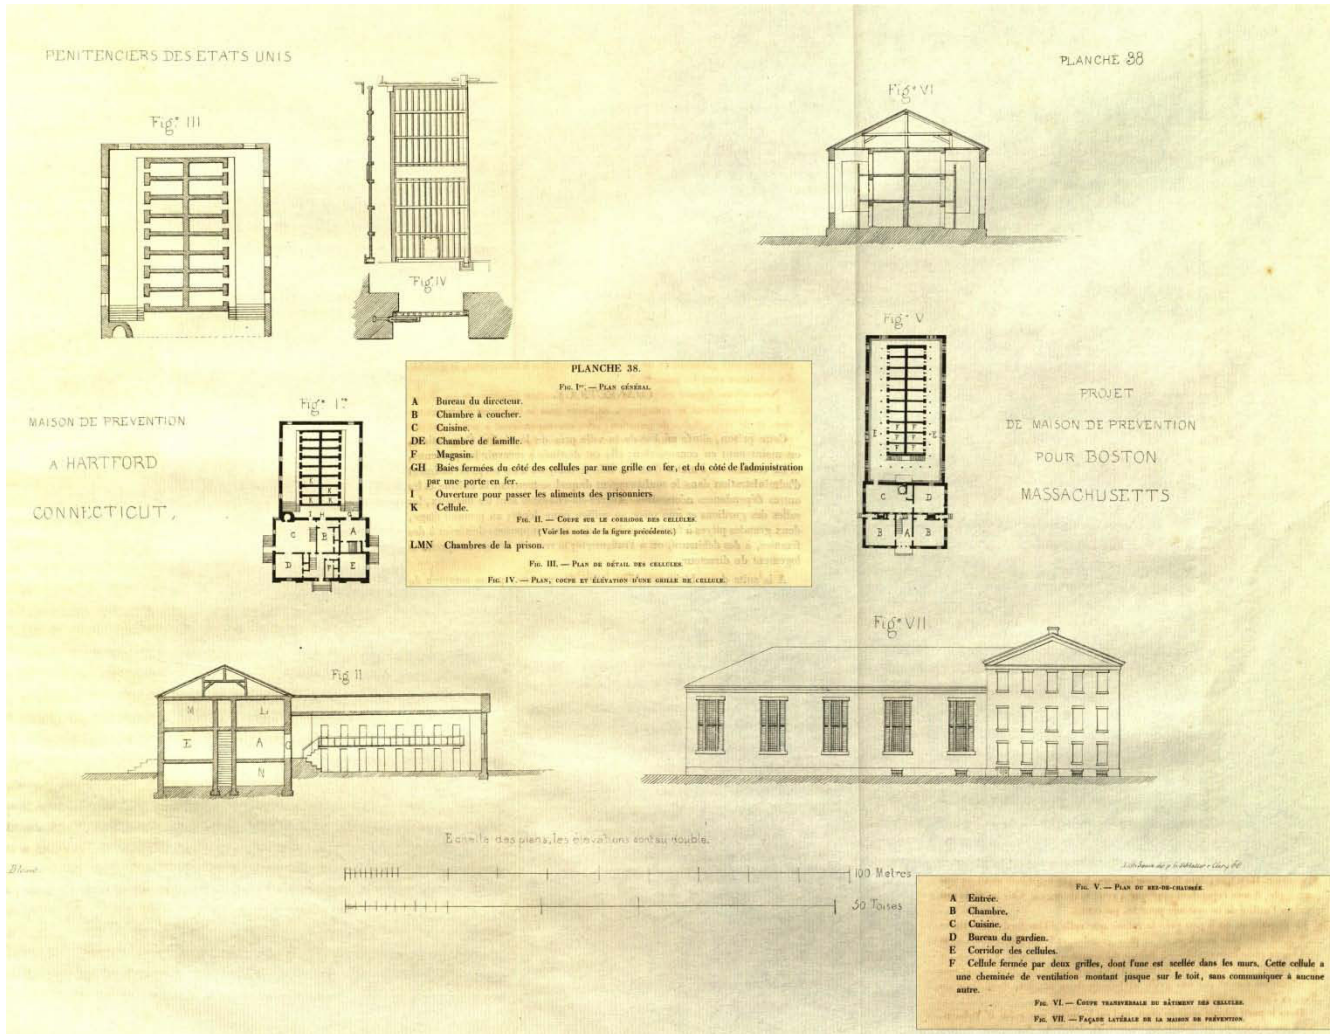 PENITENCIERS DES ETATS UNIS
PLANCHE 38
Fig.e III
Fig. IV
Fig.e VI
Fig.e V
MAISON DE PREVENTION
A HARTFORD
CONNECTICUT,
Fig.e I
C
B
A
D
F
E
I
H
G
K
K
PLANCHE 38.
FIG. Ire. — PLAN GÉNÉRAL.
A Bureau du directeur.
B Chambre à coucher.
C Cuisine.
DE Chambre de famille.
F Magasin.
GH Baies fermées du côté des cellules par une grille en fer, et du côté de l'administration
par une porte en fer.
I Ouverture pour passer les aliments des prisonniers.
K Cellule.
FIG. II. — COUPE SUR LE CORRIDOR DES CELLULES.
(Voir les notes de la figure précédente.)
LMN Chambres de la prison.
FIG. III. — PLAN DE DÉTAIL DES CELLULES.
FIG. IV. — PLAN, COUPE ET ÉLÉVATION D'UNE GRILLE DE CELLULE.
E
F
F
E
C
D
B
A
B
PROJET
DE MAISON DE PREVENTION
POUR BOSTON
MASSACHUSETTS
Fig II
M
L
E
A
G
N
Fig.e VII
Echelle des plans, les élévations sont au double.
100 Metres
50 Toises
FIG. V. — PLAN DU REZ-DE-CHAUSSÉE.
A Entrée.
B Chambre.
C Cuisine.
D Bureau du gardien.
E Corridor des cellules.
F Cellule fermée par deux grilles, dont l'une est scellée dans les murs. Cette cellule a
une cheminée de ventilation montant jusque sur le toit, sans communiquer à aucune
autre.
FIG. VI. — COUPE TRANSVERSALE DU BÂTIMENT DES CELLULES.
FIG. VII. — FAÇADE LATÉRALE DE LA MAISON DE PRÉVENTION.